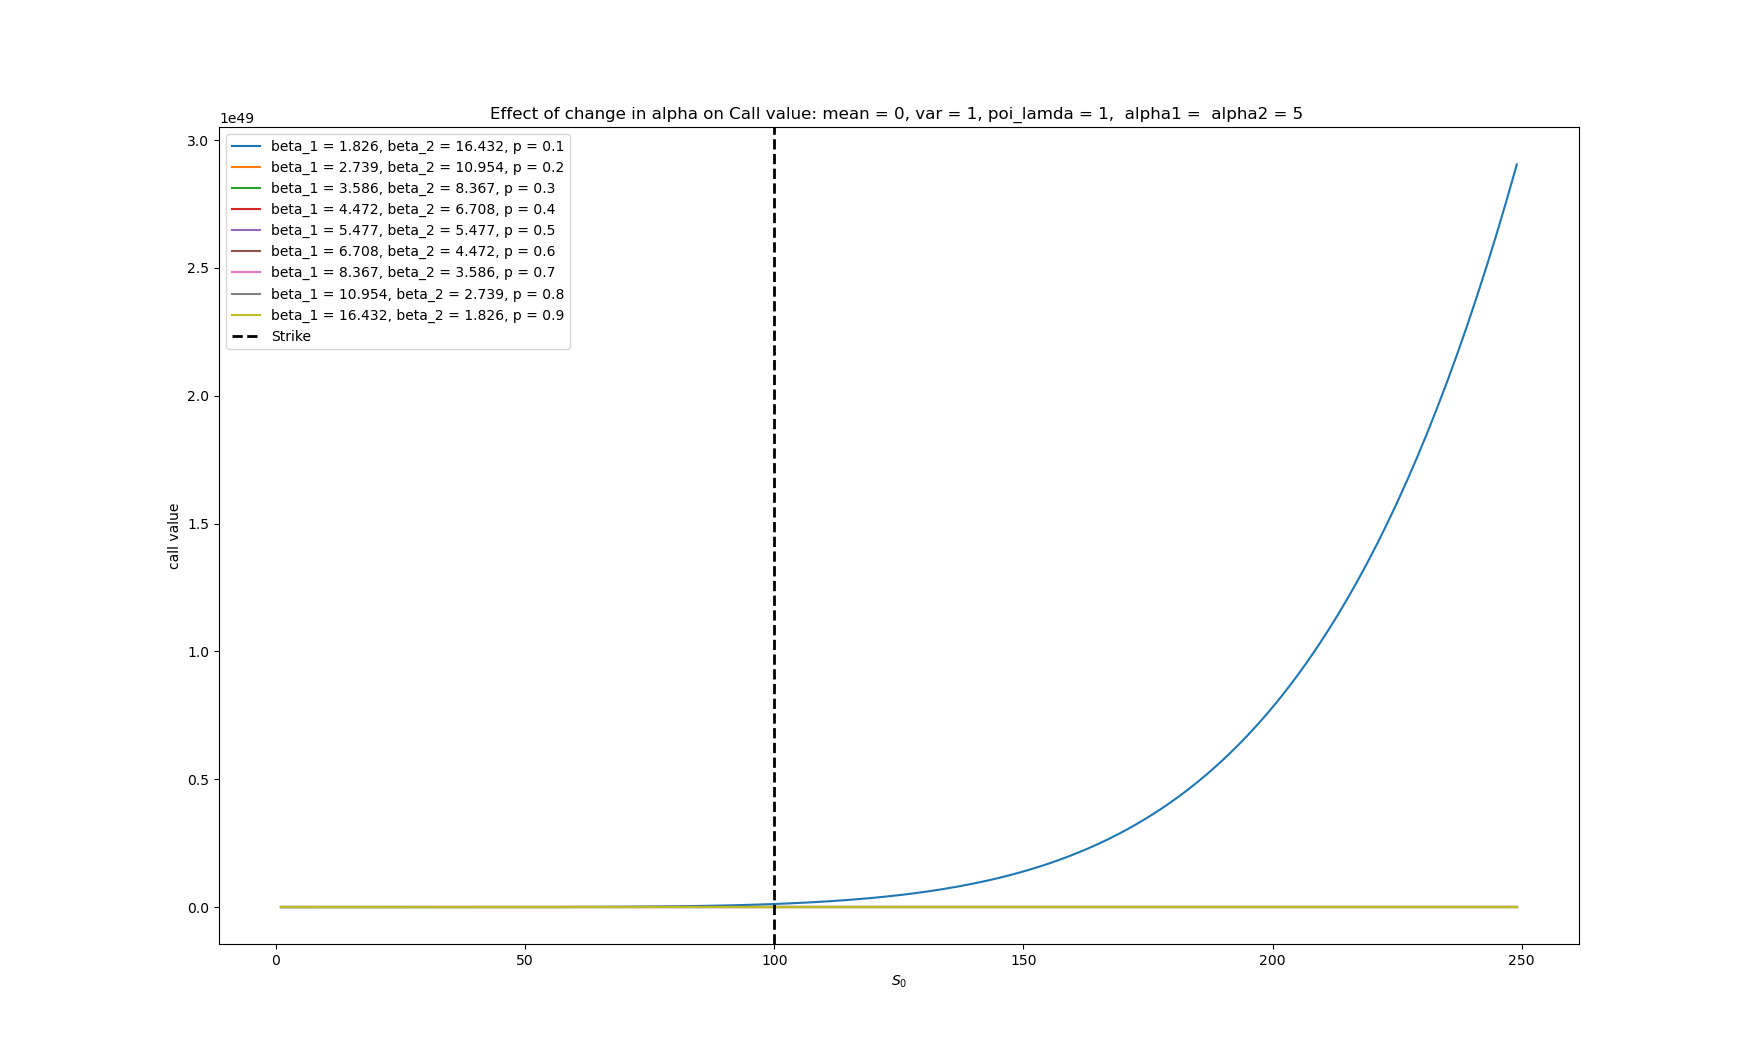 Effect of change in alpha on Call value: mean = 0, var = 1, poi_lamda = 1,  alpha1 =  alpha2 = 5
1e49
3.0
2.5
2.0
1.5
1.0
0.5
0.0
call value
beta_1 = 1.826, beta_2 = 16.432, p = 0.1
beta_1 = 2.739, beta_2 = 10.954, p = 0.2
beta_1 = 3.586, beta_2 = 8.367, p = 0.3
beta_1 = 4.472, beta_2 = 6.708, p = 0.4
beta_1 = 5.477, beta_2 = 5.477, p = 0.5
beta_1 = 6.708, beta_2 = 4.472, p = 0.6
beta_1 = 8.367, beta_2 = 3.586, p = 0.7
beta_1 = 10.954, beta_2 = 2.739, p = 0.8
beta_1 = 16.432, beta_2 = 1.826, p = 0.9
Strike
0 50 100 150 200 250
S₀